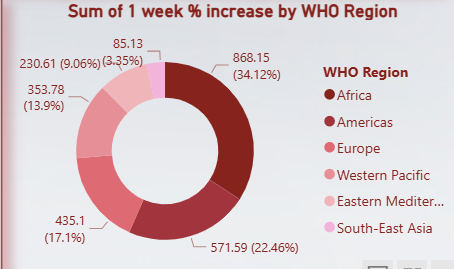 Sum of 1 week % increase by WHO Region
85.13
(3.35%)
230.61 (9.06%)
353.78
(13.9%)
868.15
(34.12%)
435.1
(17.1%)
571.59 (22.46%)
WHO Region
Africa
Americas
Europe
Western Pacific
Eastern Mediter...
South-East Asia